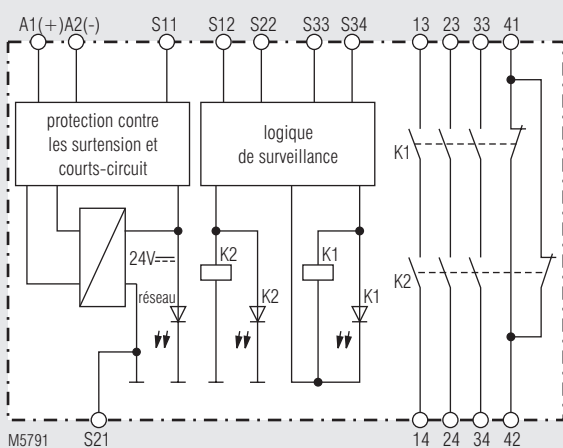 A1(+) A2(-) S11 S12 S22 S33 S34 13 23 33 41
protection contre
les surtension et
courts-circuit
logique
de surveillance
K1
24V
K2
K1
K2
réseau
K2
K1
M5791
S21
14 24 34 42